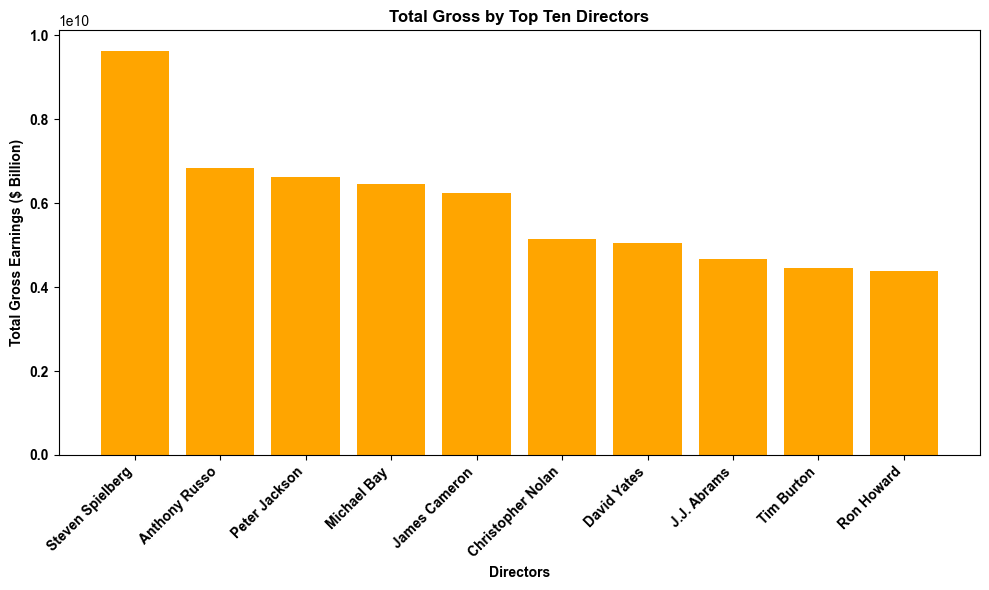 Total Gross by Top Ten Directors
1e10
Total Gross Earnings ($ Billion)
1.0
0.8
0.6
0.4
0.2
0.0
Steven Spielberg
Anthony Russo
Peter Jackson
Michael Bay
James Cameron
Christopher Nolan
David Yates
J.J. Abrams
Tim Burton
Ron Howard
Directors